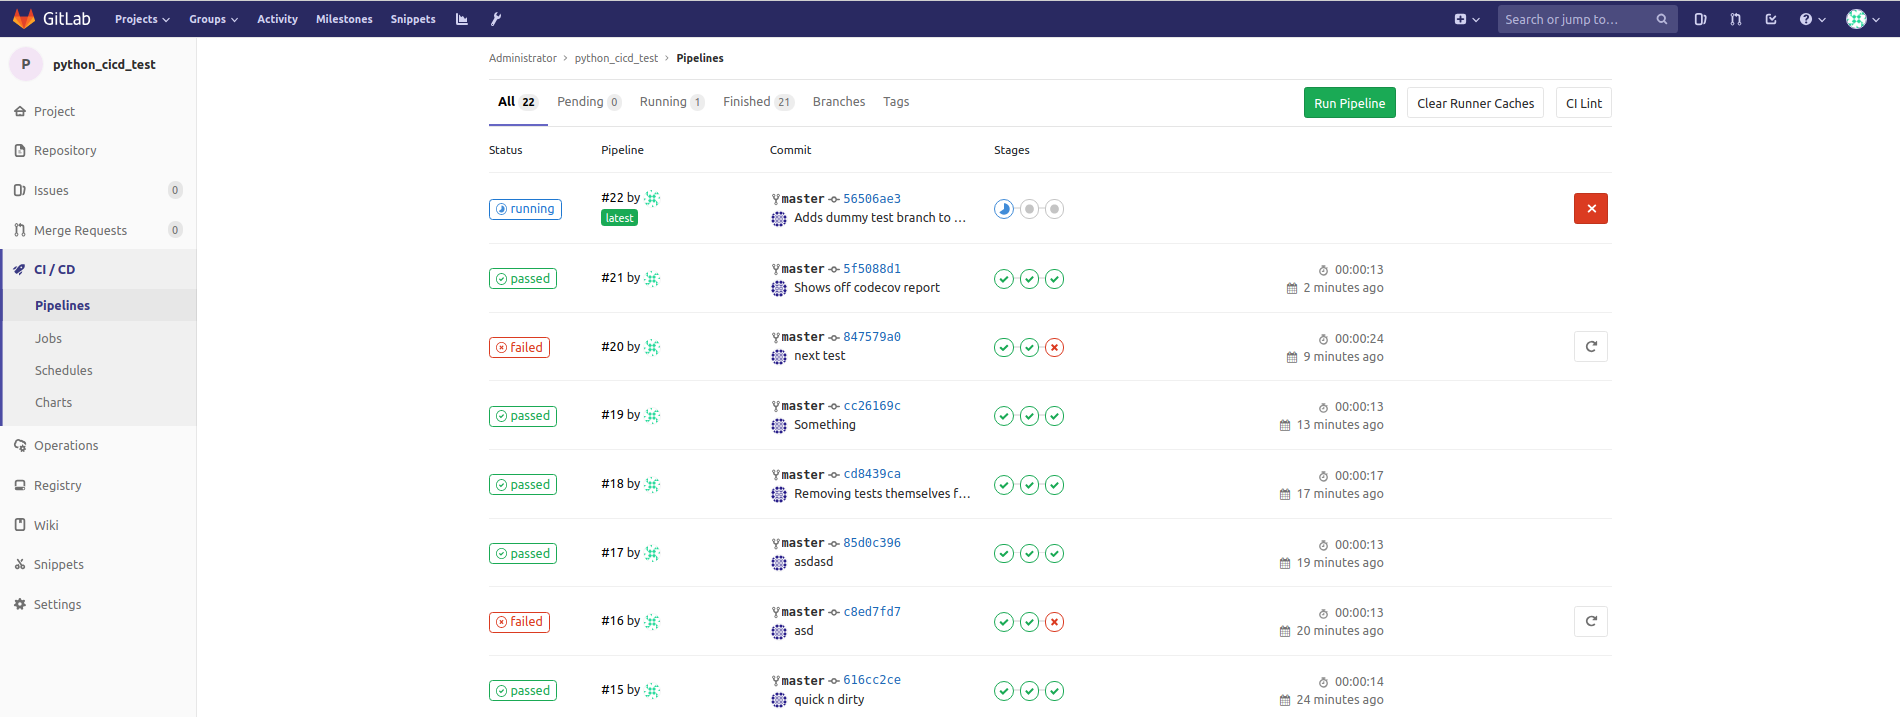 GitLab Projects Groups Activity Milestones Snippets Search or jump to…
P python_cicd_test
Project
Repository
Issues 0
Merge Requests 0
CI / CD
Pipelines
Jobs
Schedules
Charts
Operations
Registry
Wiki
Snippets
Settings
Administrator › python_cicd_test › Pipelines
All 22 Pending 0 Running 1 Finished 21 Branches Tags Run Pipeline Clear Runner Caches CI Lint
Status Pipeline Commit Stages
running #22 by master 56506ae3
latest Adds dummy test branch to …
passed #21 by master 5f5088d1 00:00:13
Shows off codecov report 2 minutes ago
failed #20 by master 847579a0 00:00:24
next test 9 minutes ago
passed #19 by master cc26169c 00:00:13
Something 13 minutes ago
passed #18 by master cd8439ca 00:00:17
Removing tests themselves f… 17 minutes ago
passed #17 by master 85d0c396 00:00:13
asdasd 19 minutes ago
failed #16 by master c8ed7fd7 00:00:13
asd 20 minutes ago
passed #15 by master 616cc2ce 00:00:14
quick n dirty 24 minutes ago